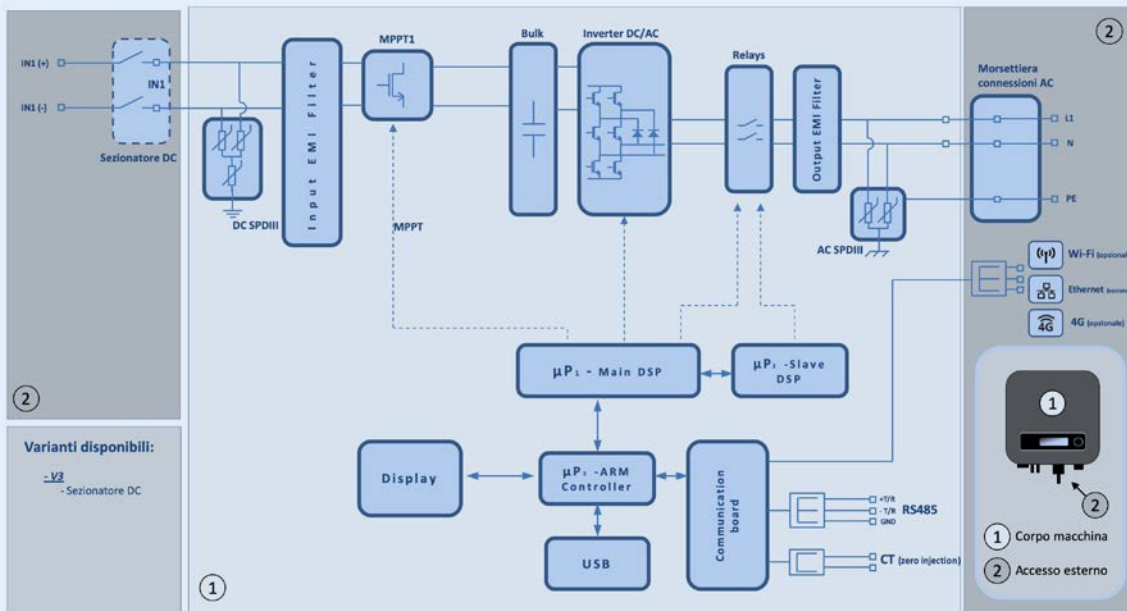 IN1 (+)
IN1 (-)
IN1
Sezionatore DC
2
Varianti disponibili:
- V3
- Sezionatore DC
DC SPDIII
Input EMI Filter
MPPT1
MPPT
Bulk
Inverter DC/AC
Relays
Output EMI Filter
AC SPDIII
µP1 - Main DSP
µP2 -Slave
DSP
Display
-ARM
Controller
USB
Communication
board
+T/R
- T/R
GND
RS485
CT (zero injection)
1
2
Morsettiera
connessioni AC
L1
N
PE
Wi-Fi
Ethernet
4G
4G (opzionale)
1
2
1 Corpo macchina
2 Accesso esterno